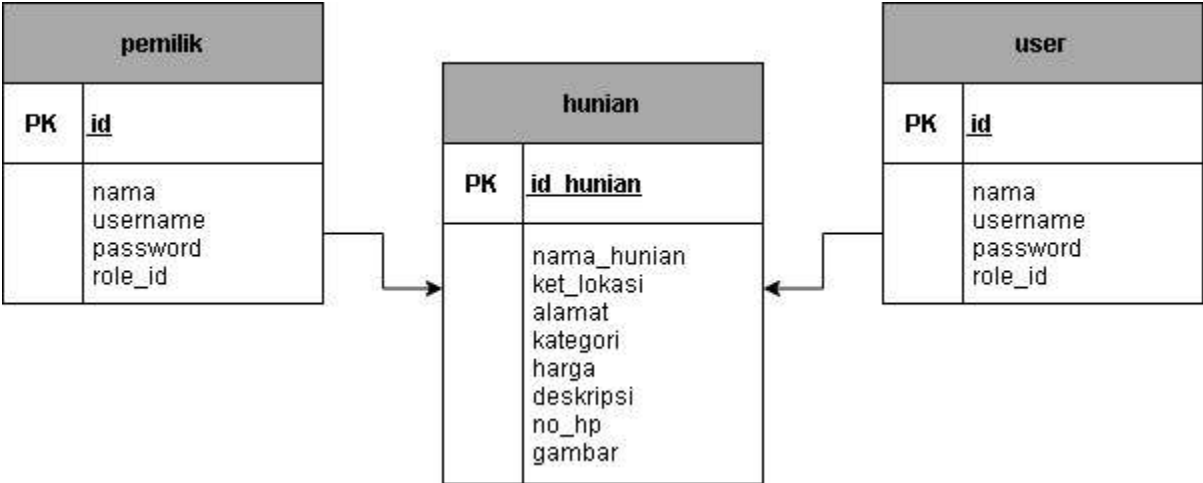 pemilik
PK id
nama
username
password
role_id
hunian
PK id_hunian
nama_hunian
ket_lokasi
alamat
kategori
harga
deskripsi
no_hp
gambar
user
PK id
nama
username
password
role_id